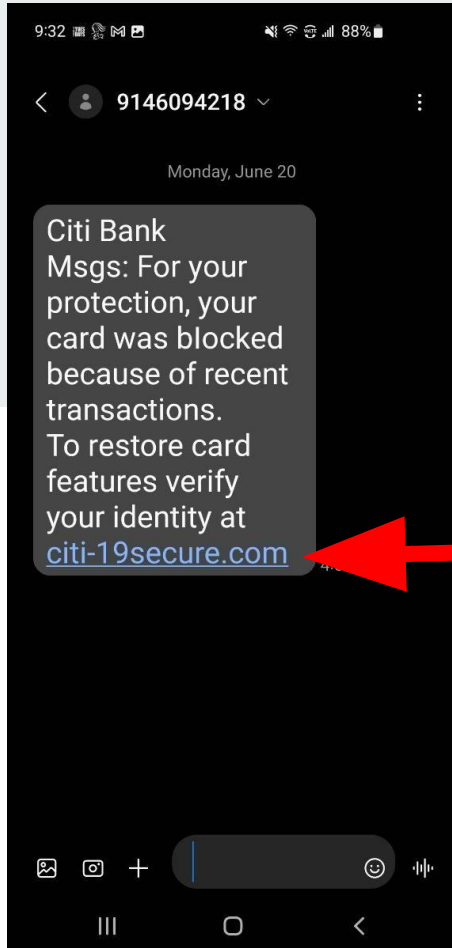 9:32 88%
9146094218
Monday, June 20
Citi Bank
Msgs: For your
protection, your
card was blocked
because of recent
transactions.
To restore card
features verify
your identity at
citi-19secure.com